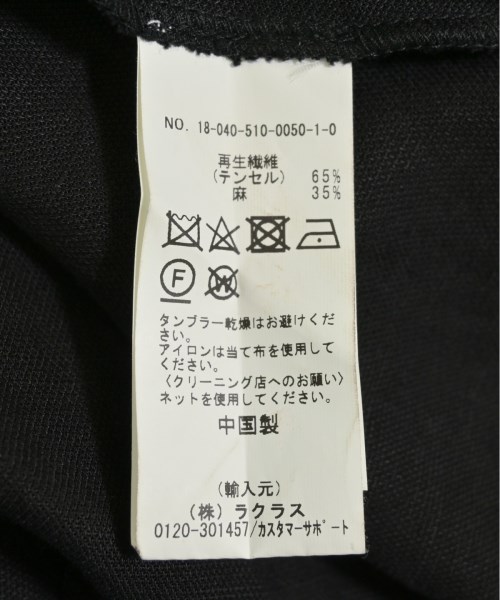 NO. 18-040-510-0050-1-0
再生繊維
(テンセル) 65%
麻 35%
F W
タンブラー乾燥はお避けくだ
さい。
アイロンは当て布を使用して
ください。
〈クリーニング店へのお願い〉
ネットを使用してください。
中国製
(輸入元)
(株) ラクラス
0120-301457/カスタマーサポート